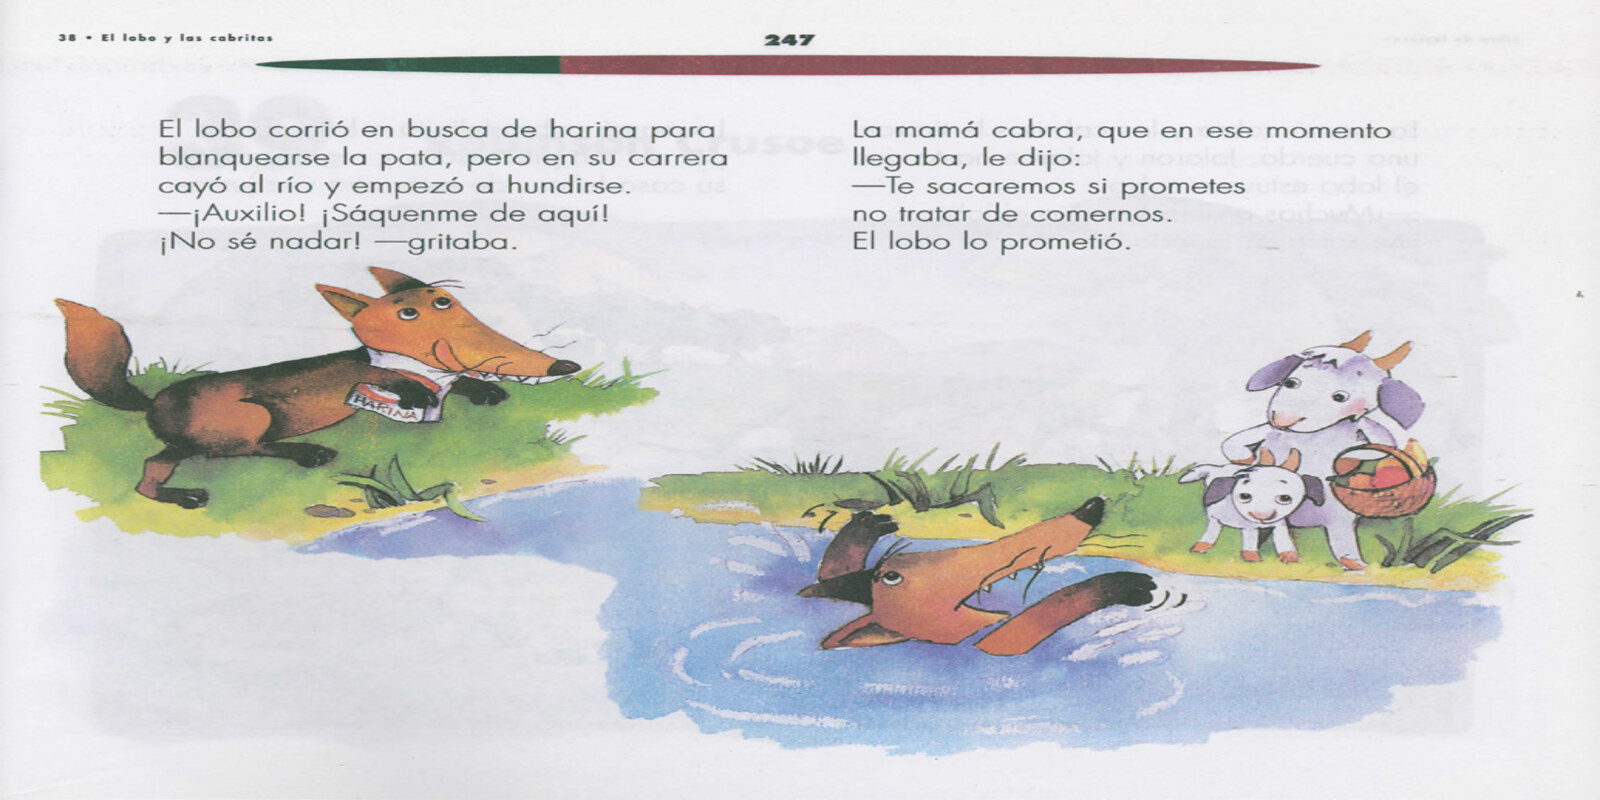 38 • El lobo y las cabritas
247
El lobo corrió en busca de harina para
blanquearse la pata, pero en su carrera
cayó al río y empezó a hundirse.
—¡Auxilio! ¡Sáquenme de aquí!
¡No sé nadar! —gritaba.
La mamá cabra, que en ese momento
llegaba, le dijo:
—Te sacaremos si prometes
no tratar de comernos.
El lobo lo prometió.
HARINA